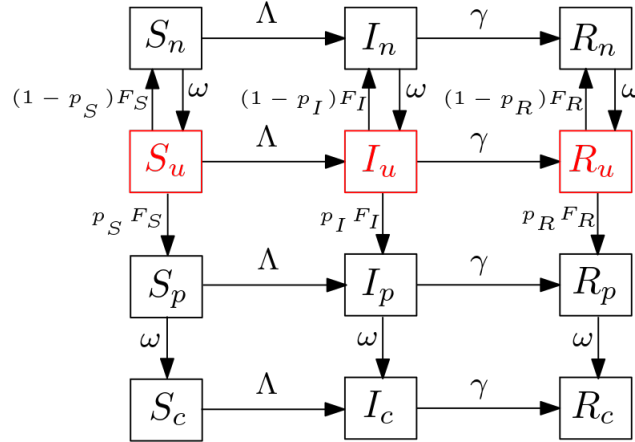 Λ γ
S_n I_n R_n
(1 - p_S)F_S ω (1 - p_I)F_I ω (1 - p_R)F_R ω
Λ γ
S_u I_u R_u
p_S F_S p_I F_I p_R F_R
Λ γ
S_p I_p R_p
ω ω ω
Λ γ
S_c I_c R_c